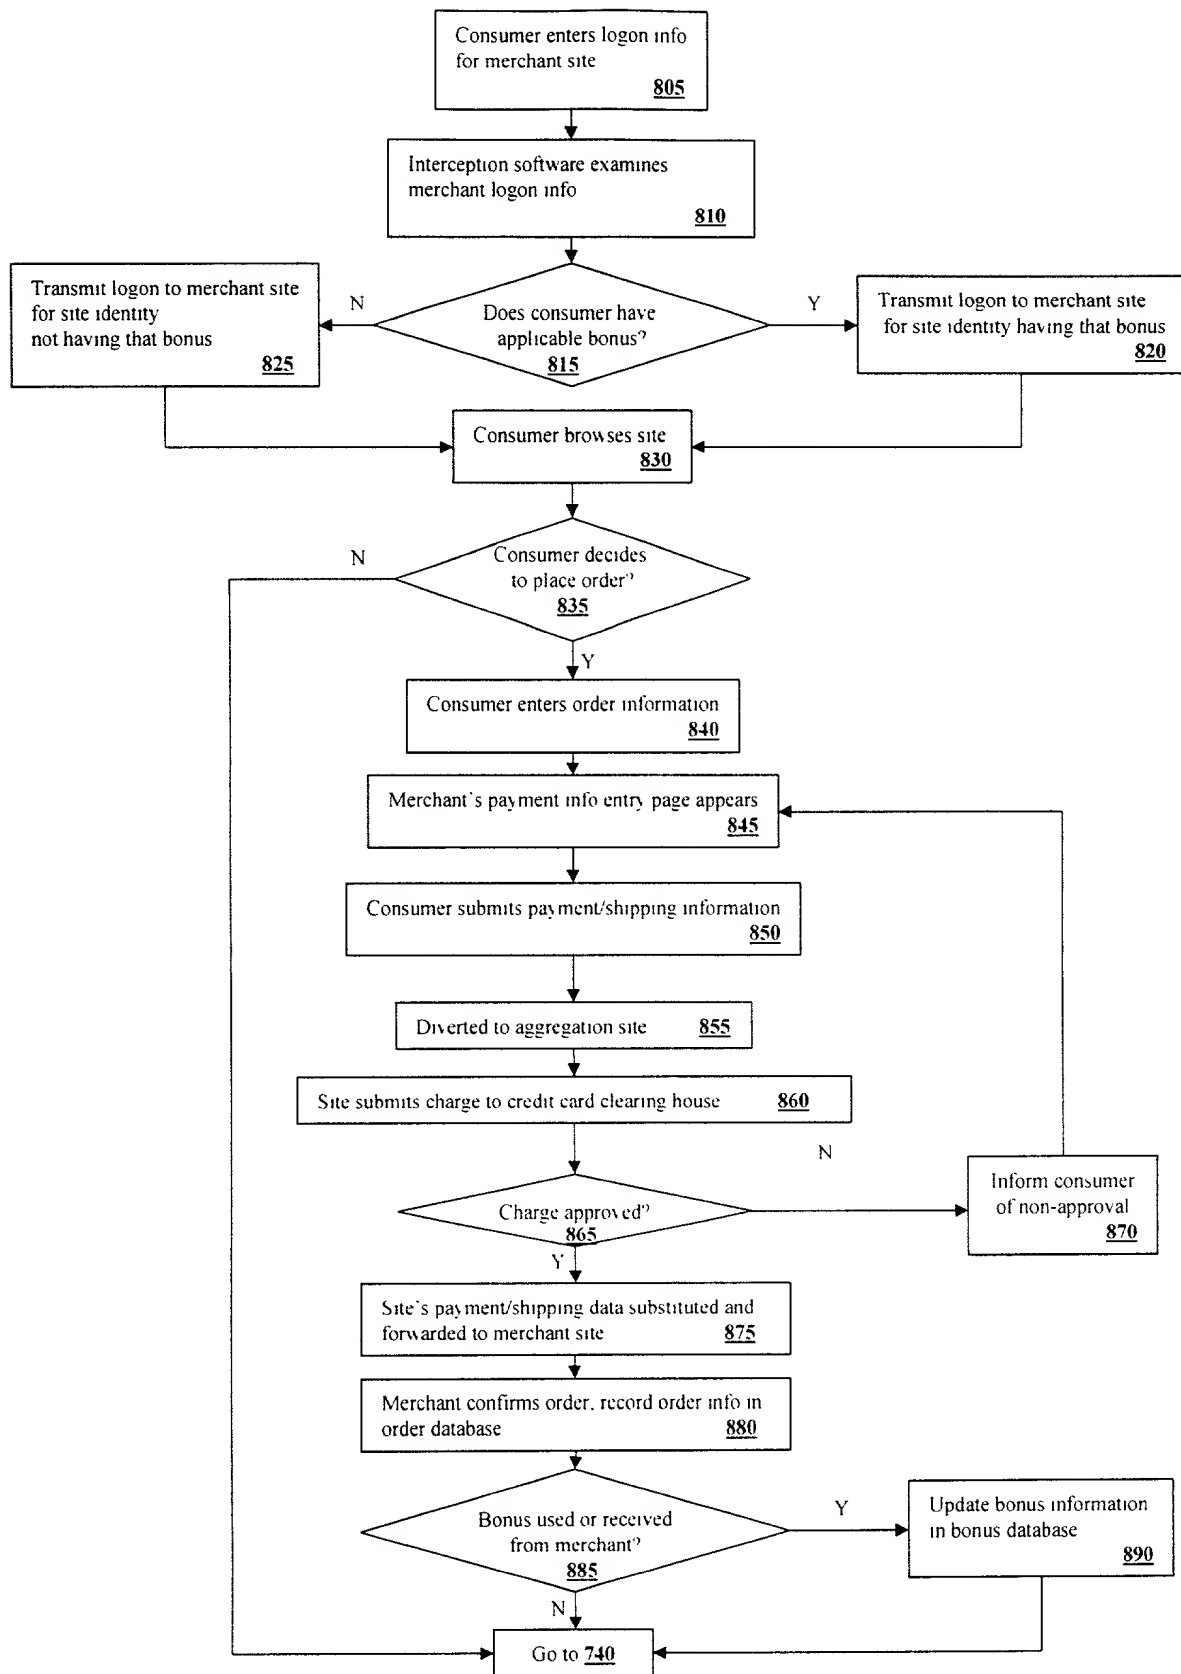 Consumer enters logon info
for merchant site
805
Interception software examines
merchant logon info
810
Transmit logon to merchant site
for site identity
not having that bonus
825
N
Does consumer have
applicable bonus?
815
Y
Transmit logon to merchant site
for site identity having that bonus
820
Consumer browses site
830
N
Consumer decides
to place order?
835
Y
Consumer enters order information
840
Merchant's payment info entry page appears
845
Consumer submits payment/shipping information
850
Diverted to aggregation site 855
Site submits charge to credit card clearing house 860
N
Charge approved?
865
Inform consumer
of non-approval
870
Y
Site's payment/shipping data substituted and
forwarded to merchant site 875
Merchant confirms order, record order info in
order database 880
Bonus used or received
from merchant?
885
Y
Update bonus information
in bonus database
890
N
Go to 740